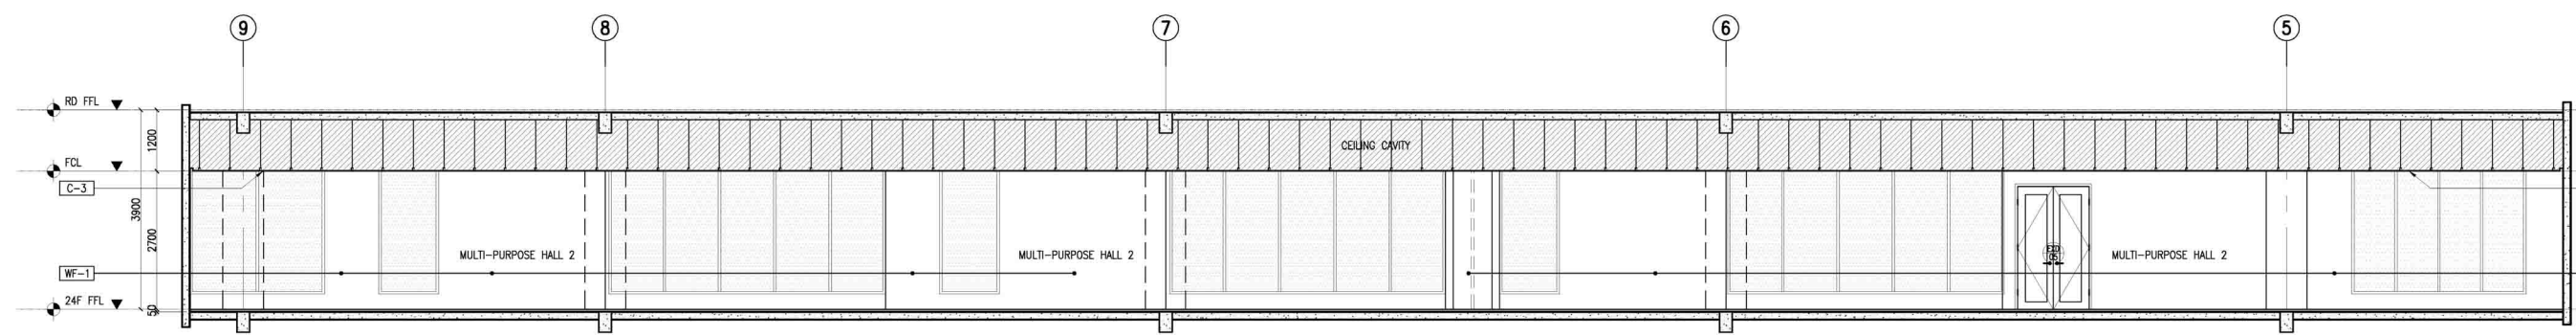 9 8 7 6 5
RD FFL
1200
CEILING CAVITY
FCL
C-3
3900
2700
MULTI-PURPOSE HALL 2 MULTI-PURPOSE HALL 2 MULTI-PURPOSE HALL 2
WF-1
24F FFL
50